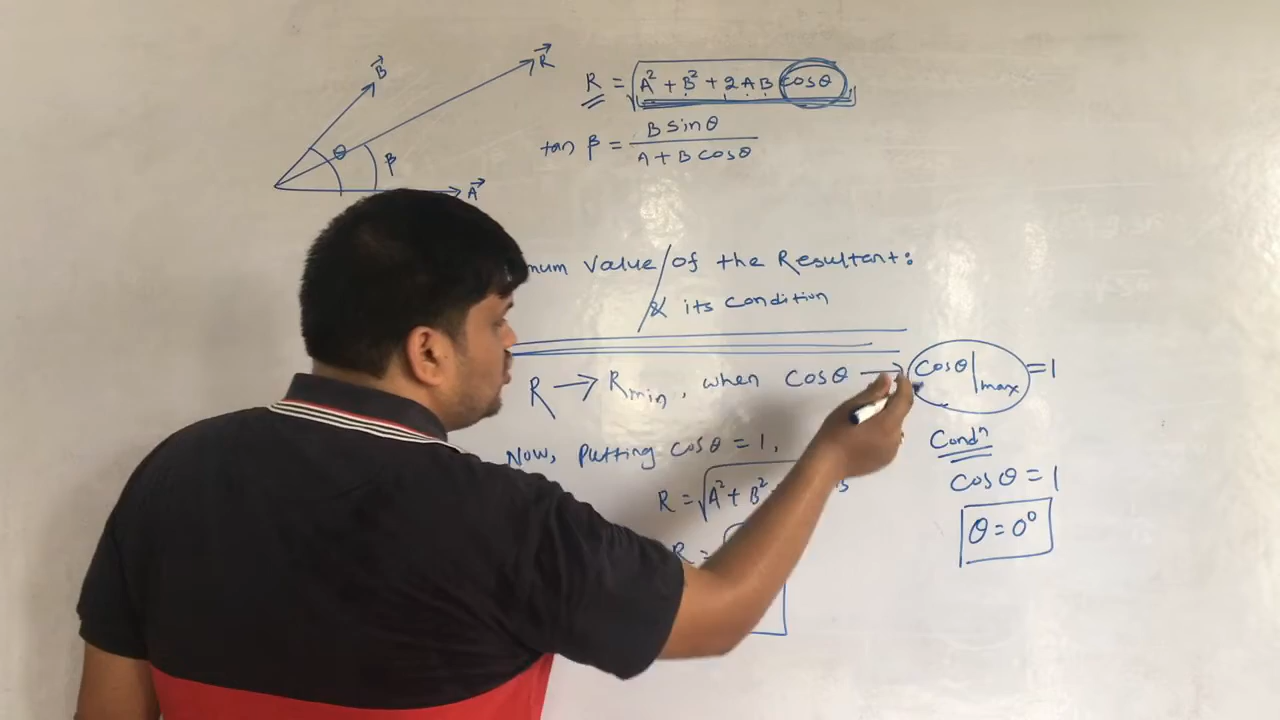 B⃗
R⃗
θ
β
A⃗
R = √(A² + B² + 2AB cosθ)
tan β = B sinθ / A + B cosθ
Value of the Resultant:
& its condition
R → Rmin, when cosθ → cosθ|max = 1
Now, putting cosθ = 1,
R = √A² + B²
R =
Condⁿ
cosθ = 1
θ = 0°